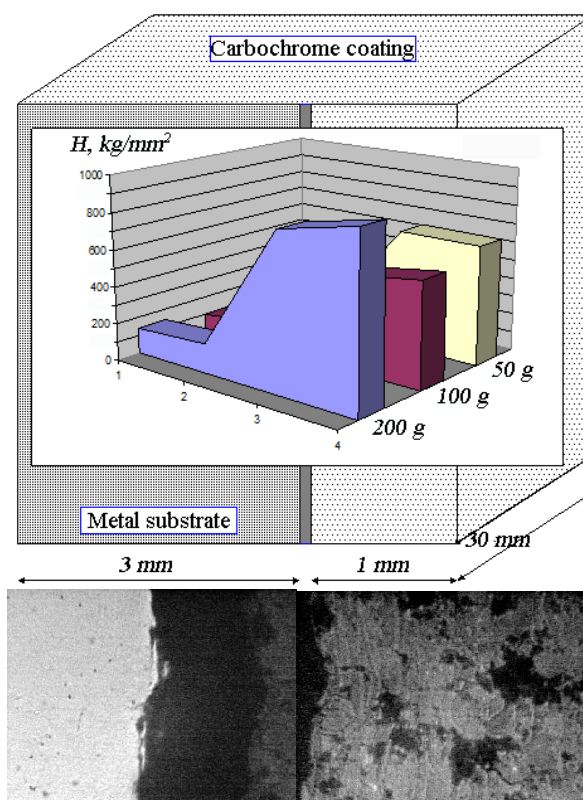 Carbochrome coating
H, kg/mm²
1000
800
600
400
200
0
1
2
3
4
50 g
100 g
200 g
Metal substrate
30 mm
3 mm
1 mm